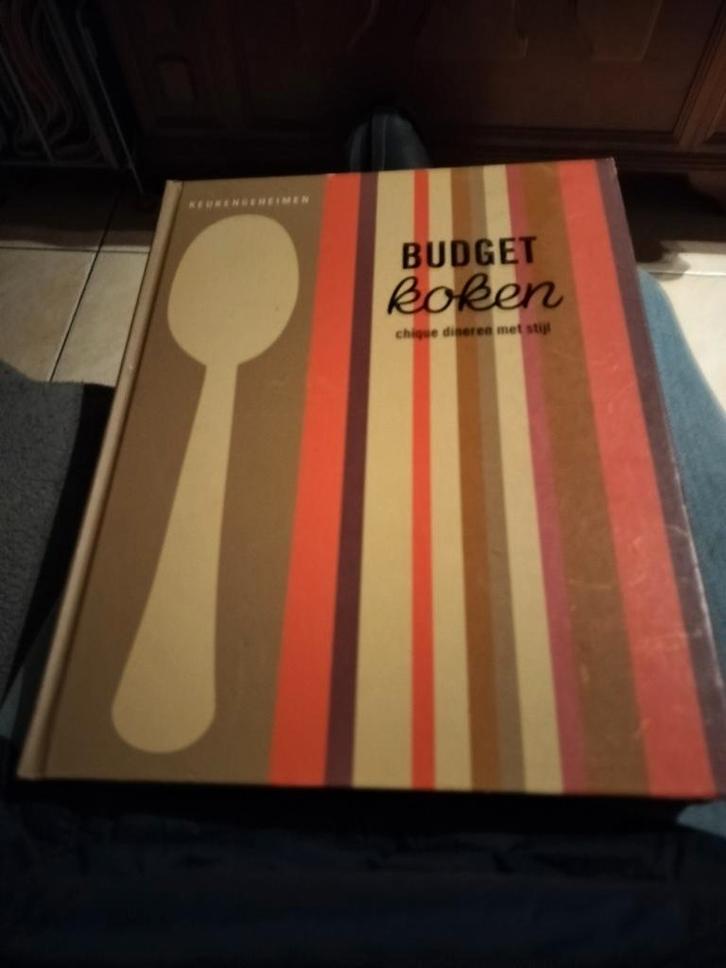 KEUKENGEHEIMEN
BUDGET
koken
chique dineren met stijl